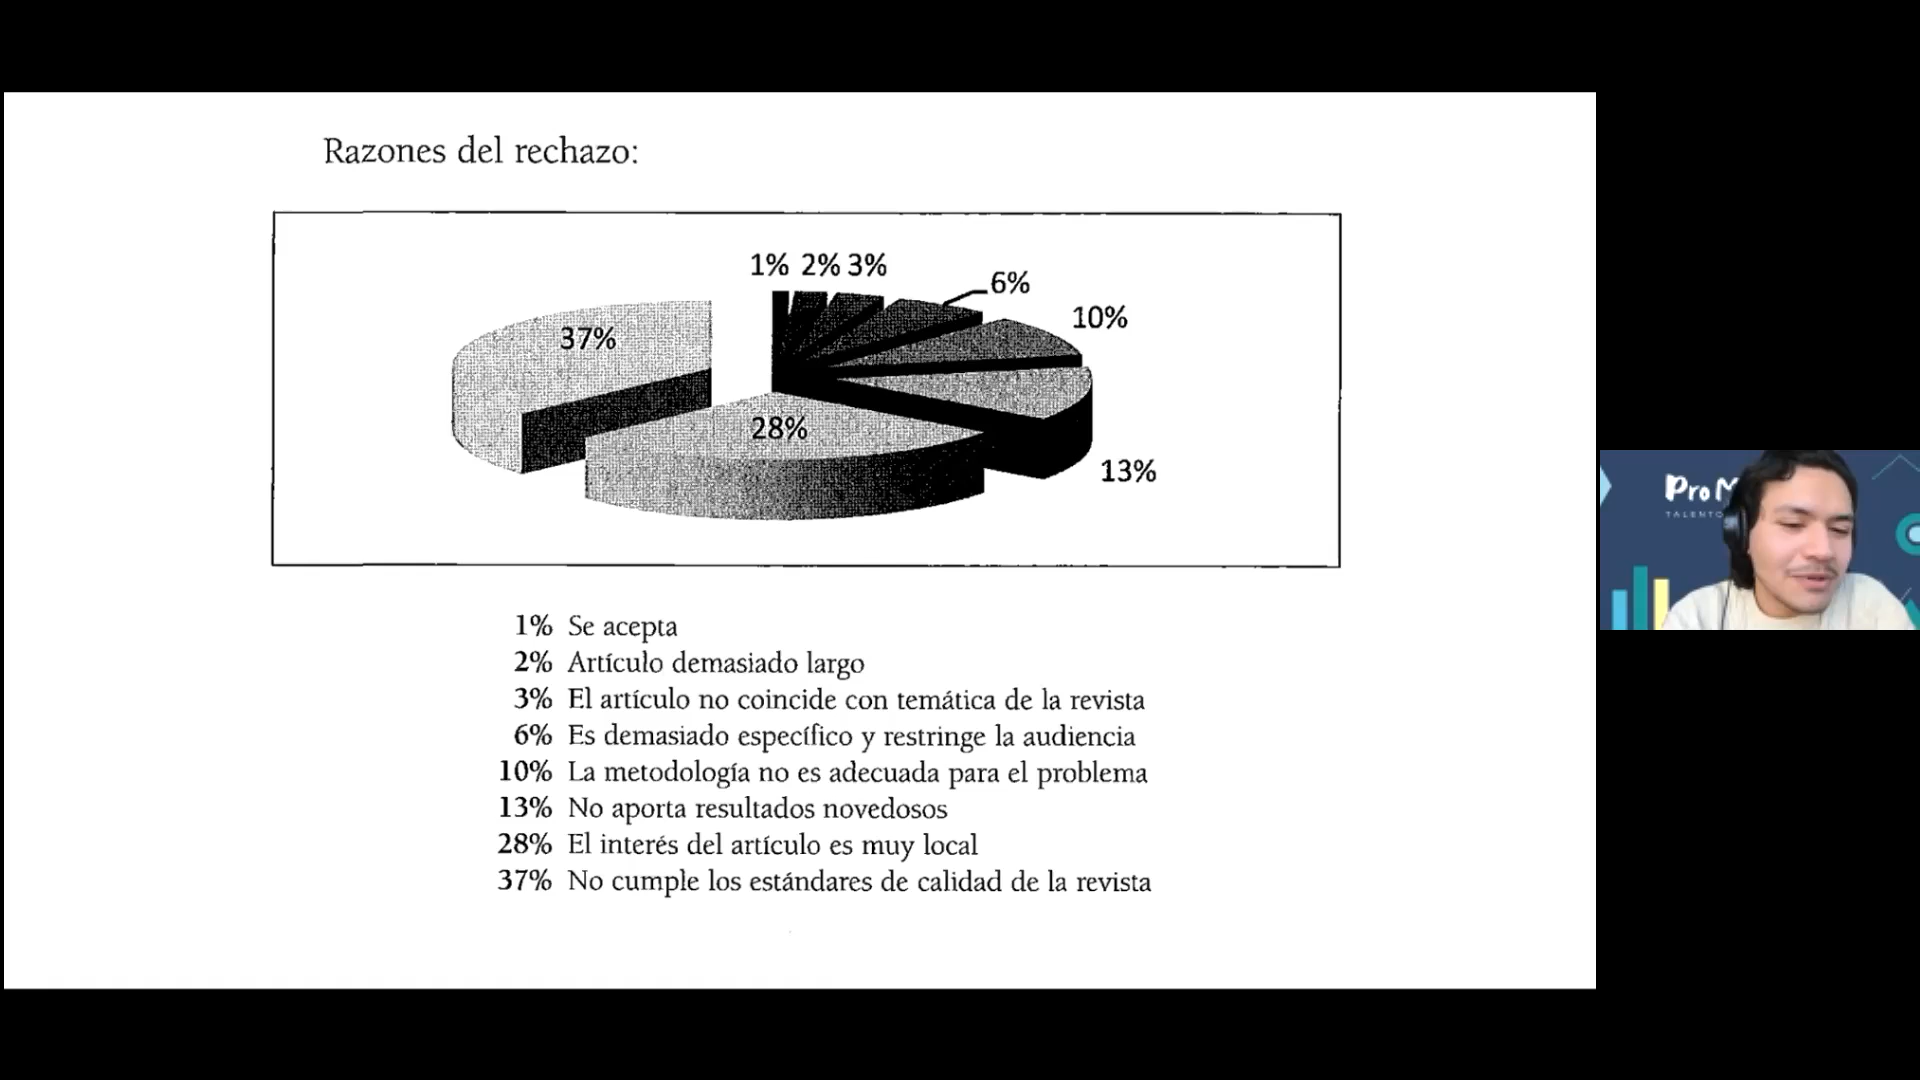 Razones del rechazo:
1% 2% 3%
6%
10%
37%
28%
13%
1% Se acepta
2% Artículo demasiado largo
3% El artículo no coincide con temática de la revista
6% Es demasiado específico y restringe la audiencia
10% La metodología no es adecuada para el problema
13% No aporta resultados novedosos
28% El interés del artículo es muy local
37% No cumple los estándares de calidad de la revista
Pro
TALENTO